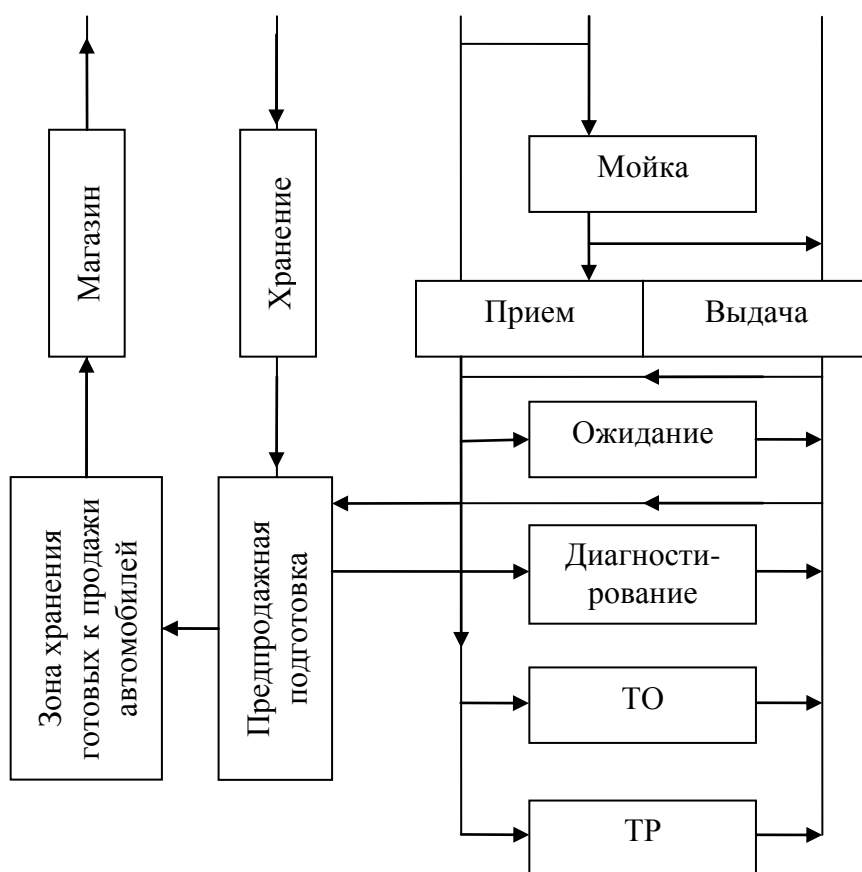 Магазин
Хранение
Мойка
Прием
Выдача
Ожидание
Зона хранения
готовых к продажи
автомобилей
Предпродажная
подготовка
Диагности-
рование
ТО
ТР